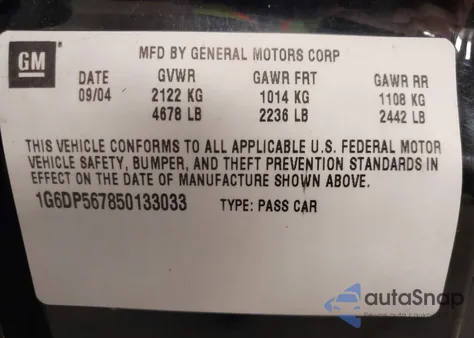 GM
MFD BY GENERAL MOTORS CORP
DATE GVWR GAWR FRT GAWR RR
09/04 2122 KG 1014 KG 1108 KG
4678 LB 2236 LB 2442 LB
THIS VEHICLE CONFORMS TO ALL APPLICABLE U.S. FEDERAL MOTOR
VEHICLE SAFETY, BUMPER, AND THEFT PREVENTION STANDARDS IN
EFFECT ON THE DATE OF MANUFACTURE SHOWN ABOVE.
1G6DP567850133033 TYPE: PASS CAR
autoSnap